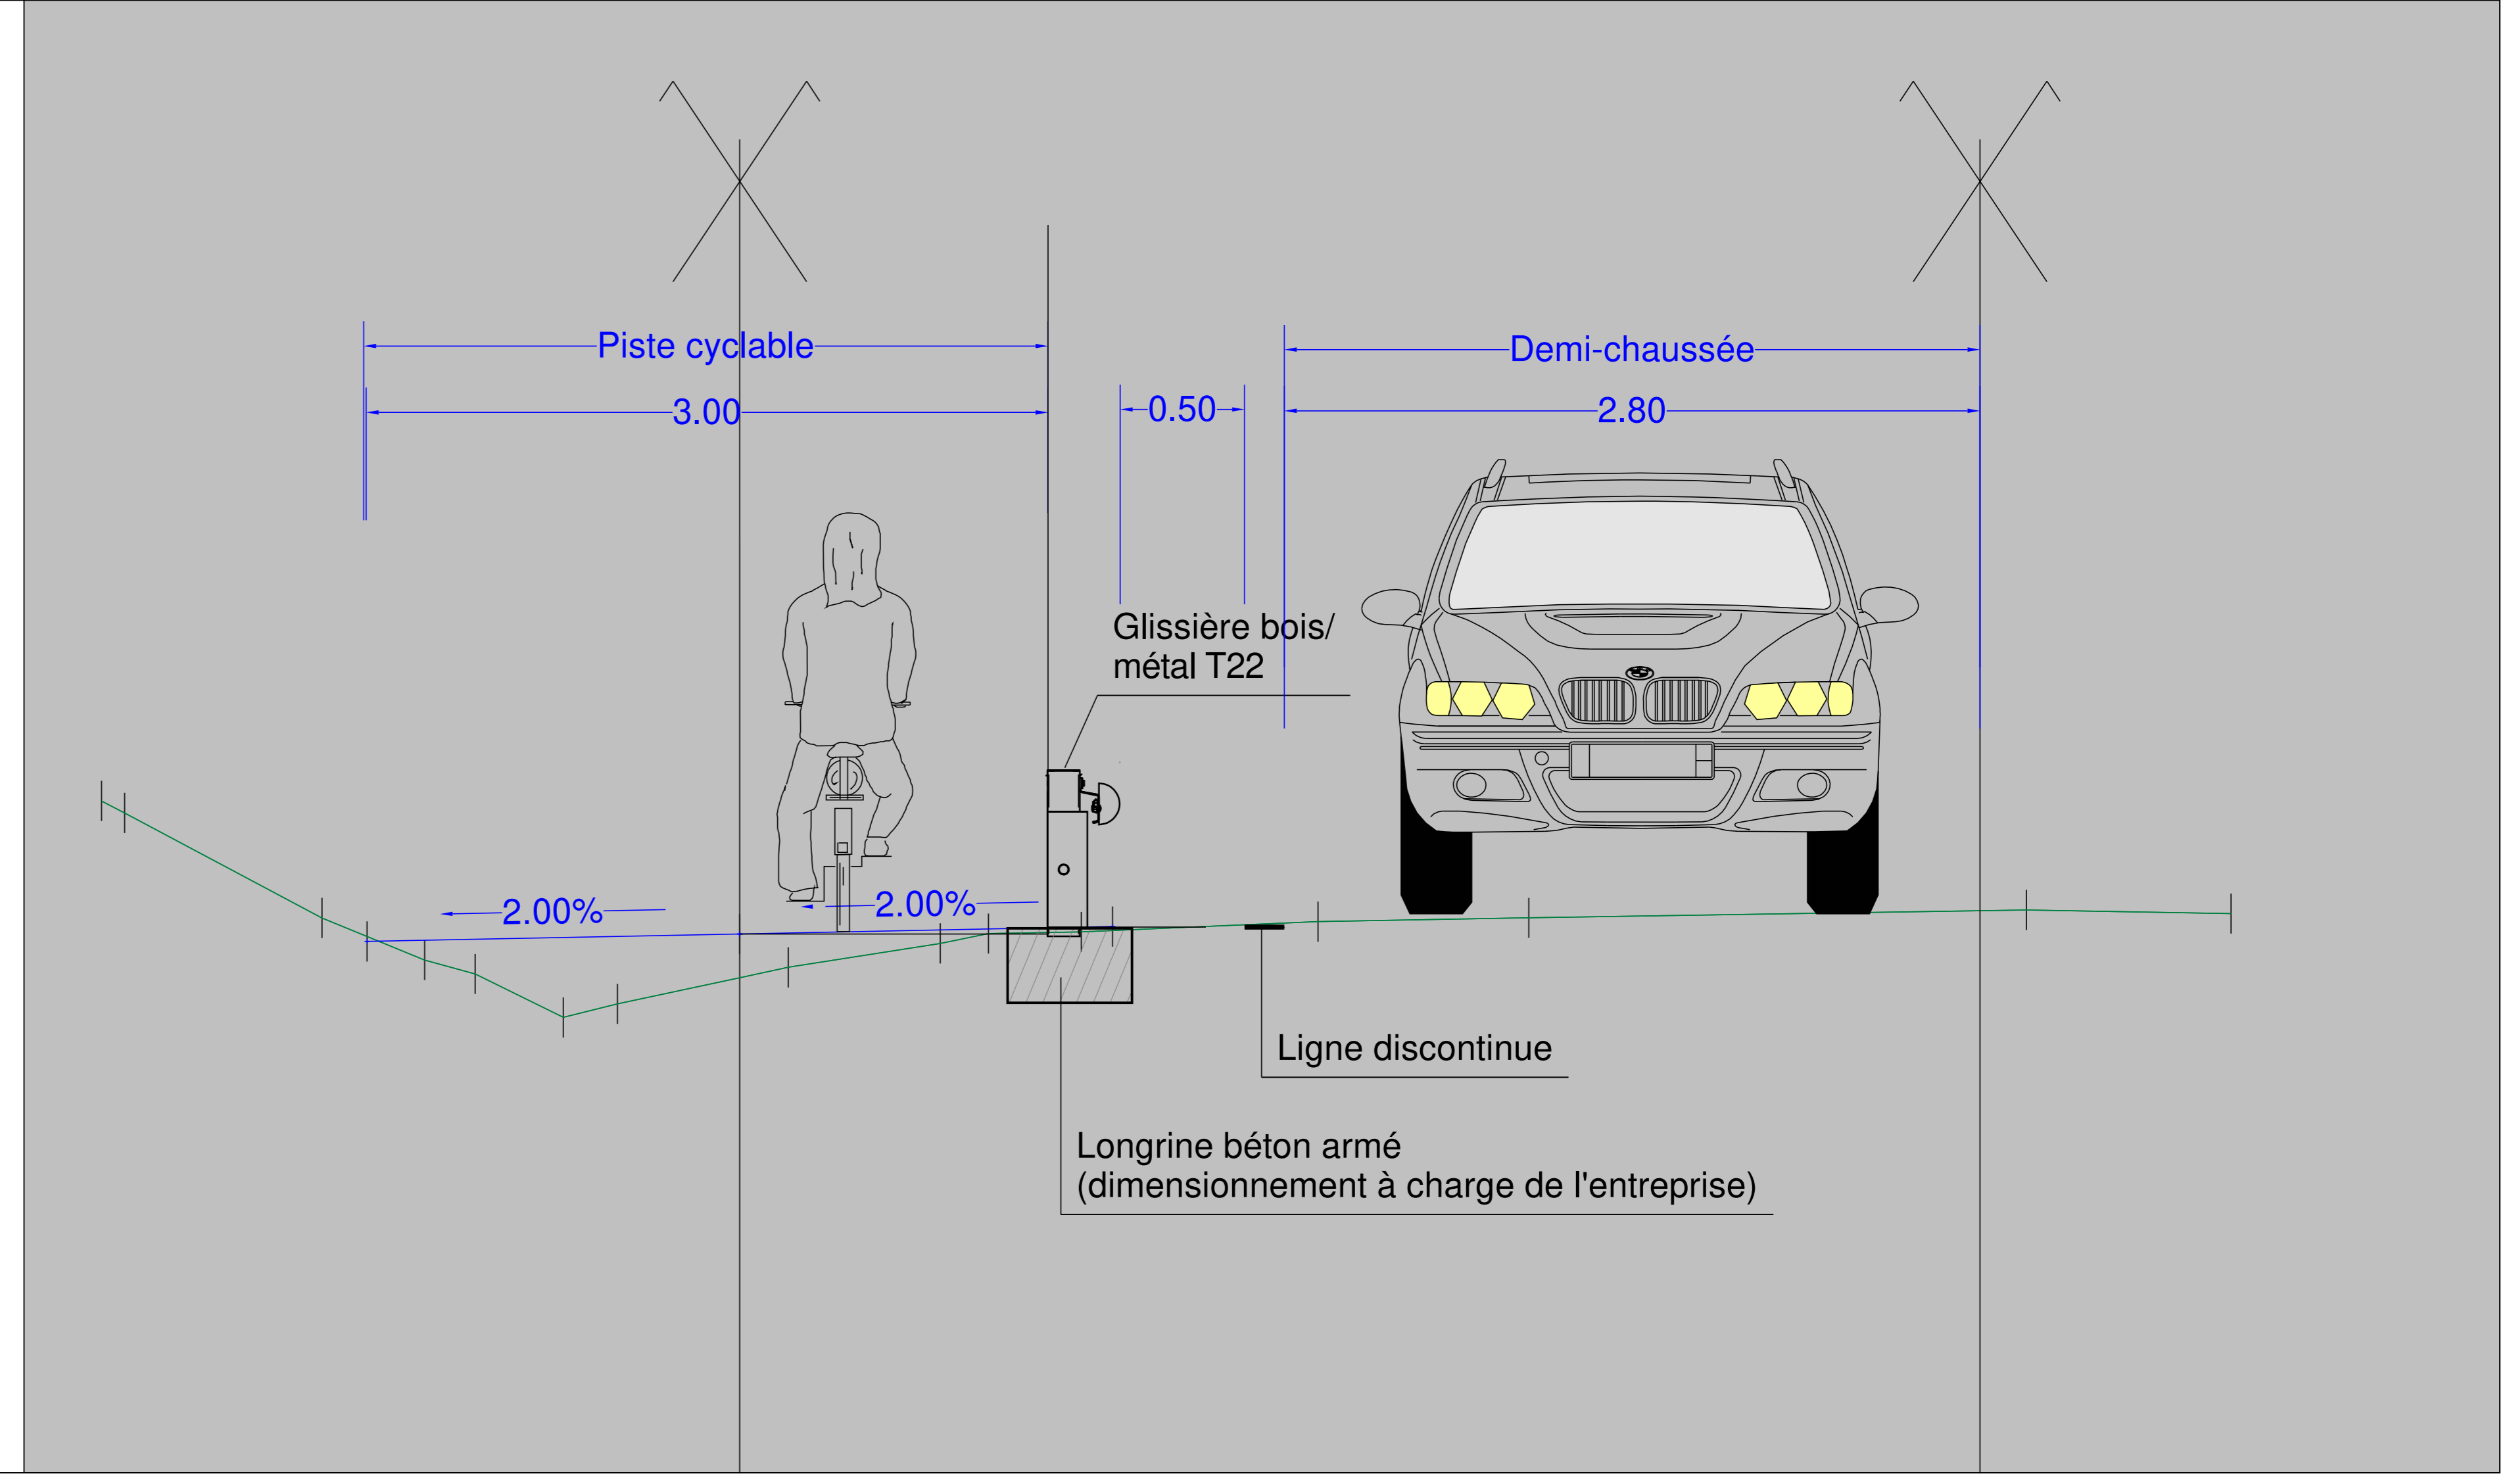 Piste cyclable
Demi-chaussée
3.00
0.50
2.80
Glissière bois/
métal T22
2.00%
2.00%
Ligne discontinue
Longrine béton armé
(dimensionnement à charge de l'entreprise)